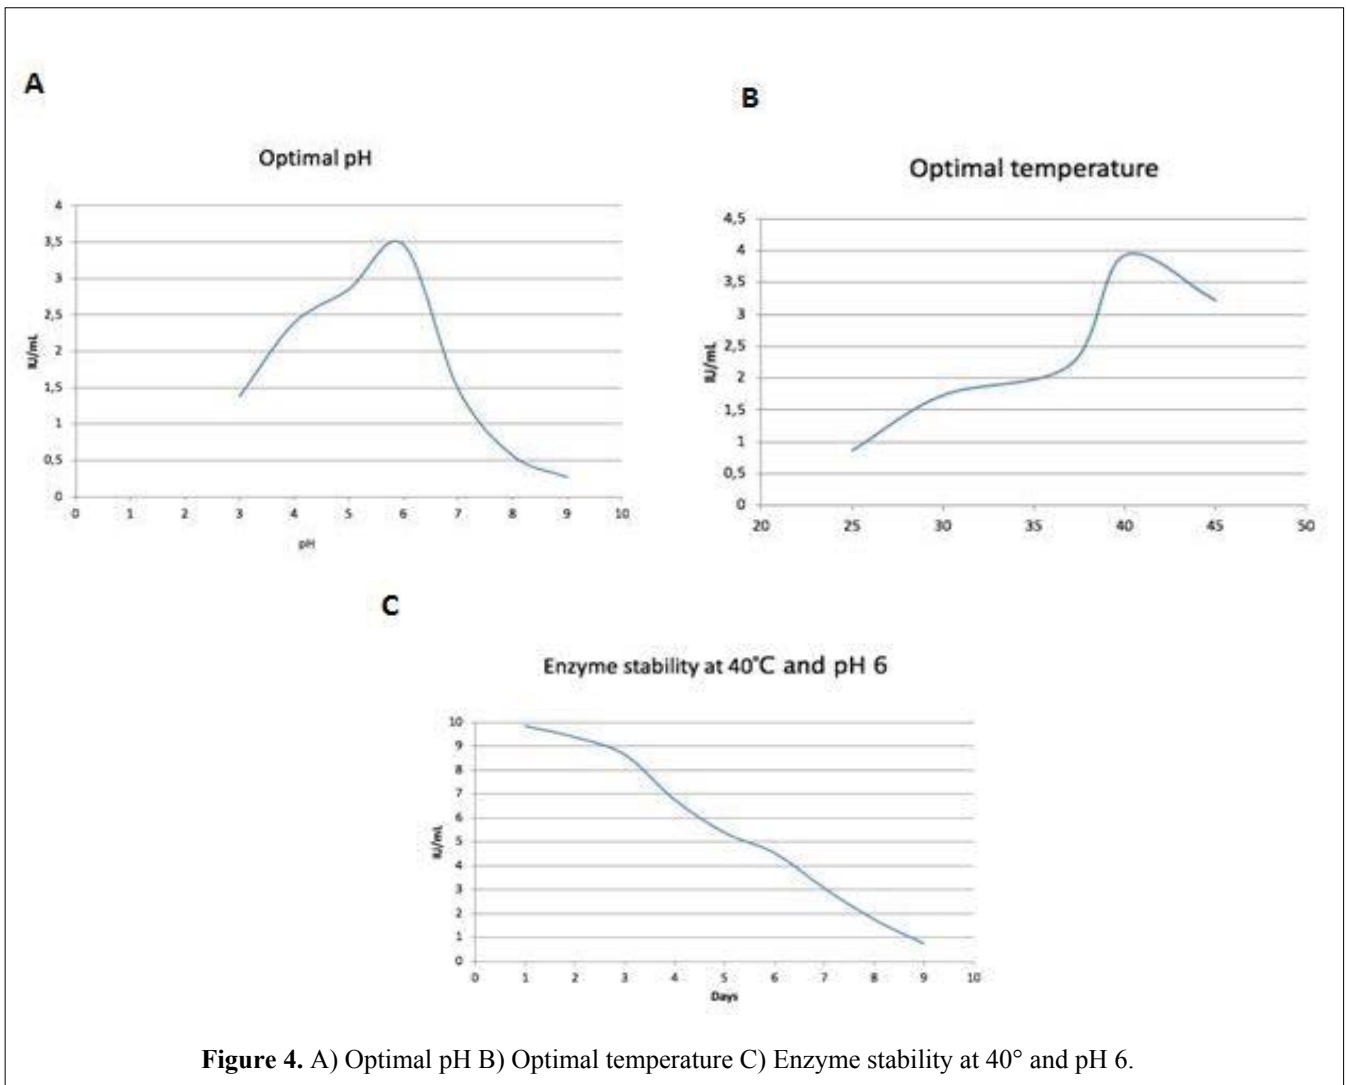 A
Optimal pH
4
3,5
3
2,5
2
1,5
1
0,5
0
IU/mL
0 1 2 3 4 5 6 7 8 9 10
pH
B
Optimal temperature
4,5
4
3,5
3
2,5
2
1,5
1
0,5
0
IU/mL
20 25 30 35 40 45 50
C
Enzyme stability at 40°C and pH 6
10
9
8
7
6
5
4
3
2
1
0
IU/mL
0 1 2 3 4 5 6 7 8 9 10
Days
Figure 4. A) Optimal pH B) Optimal temperature C) Enzyme stability at 40° and pH 6.